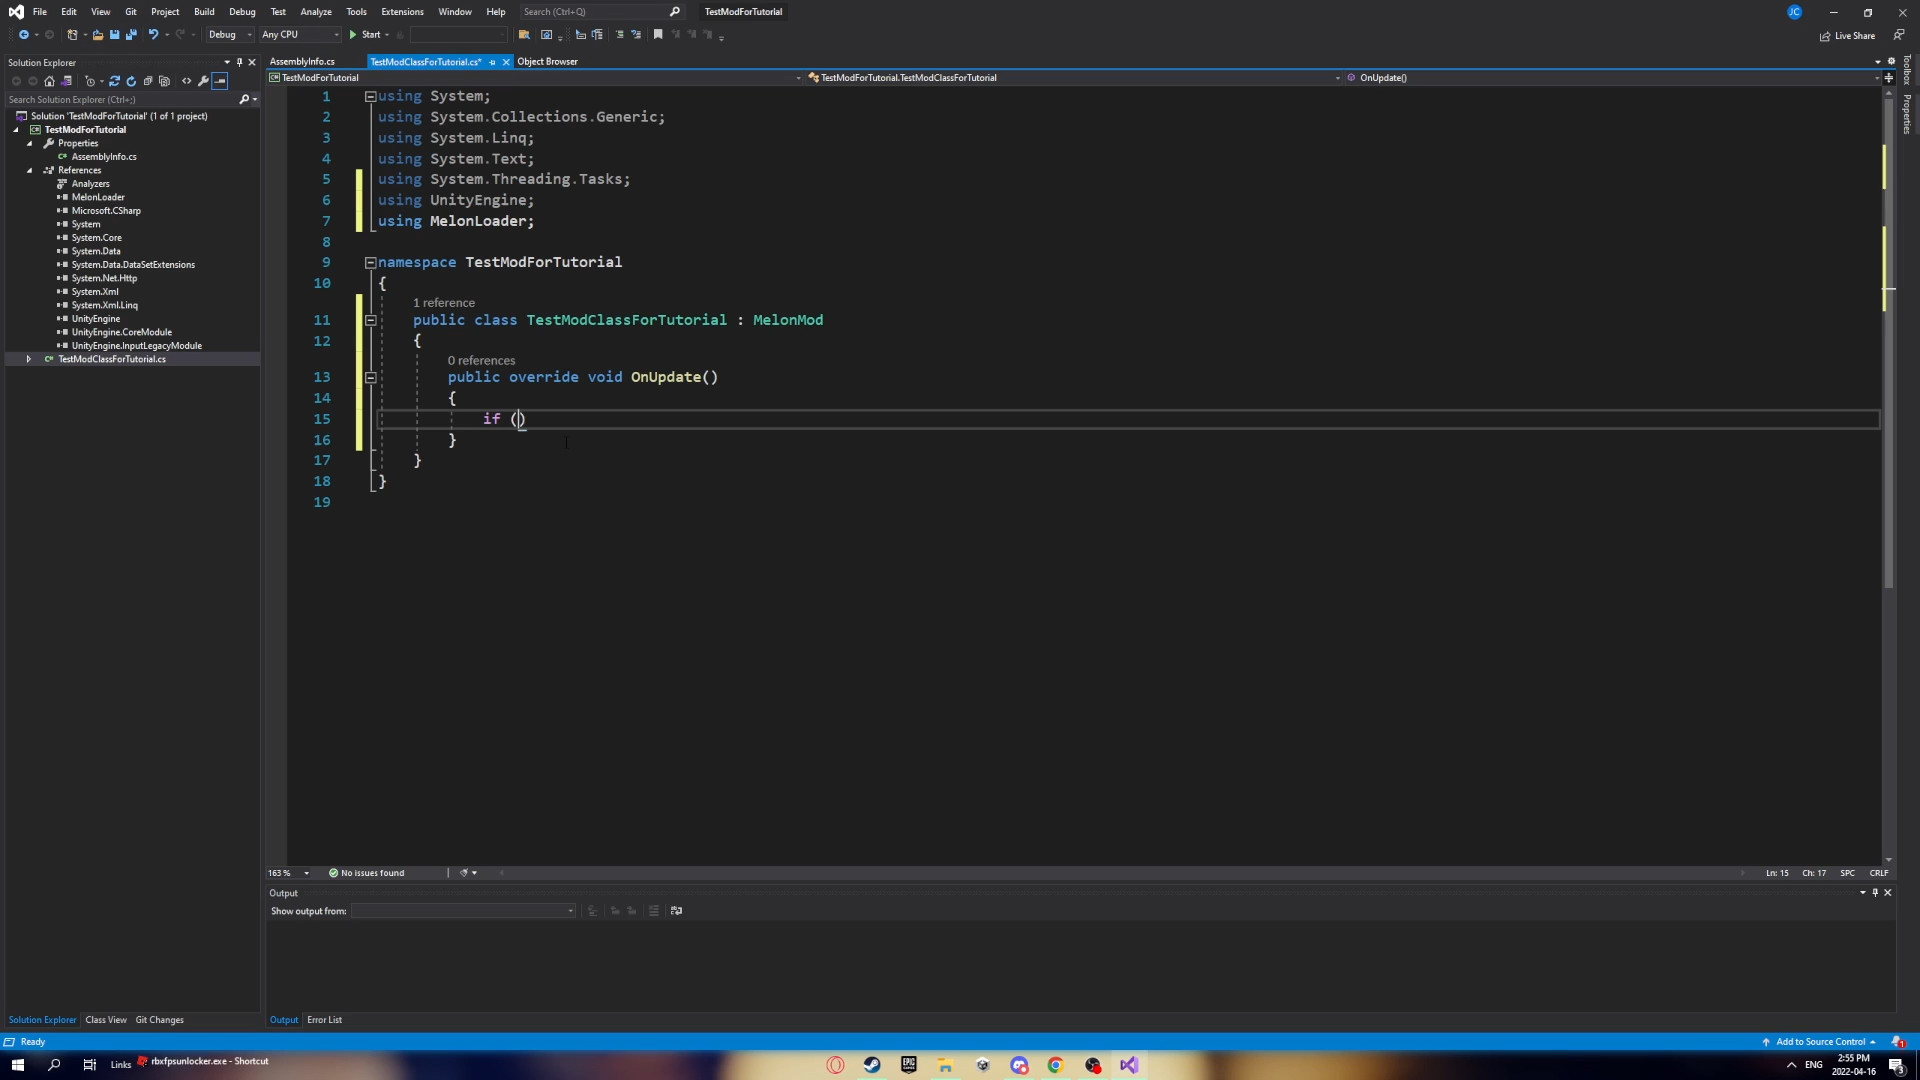 File Edit View Git Project Build Debug Test Analyze Tools Extensions Window Help Search (Ctrl+Q) TestModForTutorial JC
Debug Any CPU Start Live Share
Solution Explorer
AssemblyInfo.cs TestModClassForTutorial.cs* Object Browser
TestModForTutorial TestModForTutorial.TestModClassForTutorial OnUpdate()
Search Solution Explorer (Ctrl+;)
Solution 'TestModForTutorial' (1 of 1 project)
TestModForTutorial
Properties
AssemblyInfo.cs
References
Analyzers
MelonLoader
Microsoft.CSharp
System
System.Core
System.Data
System.Data.DataSetExtensions
System.Net.Http
System.Xml
System.Xml.Linq
UnityEngine
UnityEngine.CoreModule
UnityEngine.InputLegacyModule
TestModClassForTutorial.cs
1 using System;
2 using System.Collections.Generic;
3 using System.Linq;
4 using System.Text;
5 using System.Threading.Tasks;
6 using UnityEngine;
7 using MelonLoader;
8
9 namespace TestModForTutorial
10 {
1 reference
11 public class TestModClassForTutorial : MelonMod
12 {
0 references
13 public override void OnUpdate()
14 {
15 if ()
16 }
17 }
18 }
19
Toolbox
Properties
163 % No issues found Ln: 15 Ch: 17 SPC CRLF
Output
Show output from:
Solution Explorer Class View Git Changes Output Error List
Ready Add to Source Control 1
Links rbxfpsunlocker.exe - Shortcut EPIC GAMES ENG 2:55 PM
2022-04-16 3